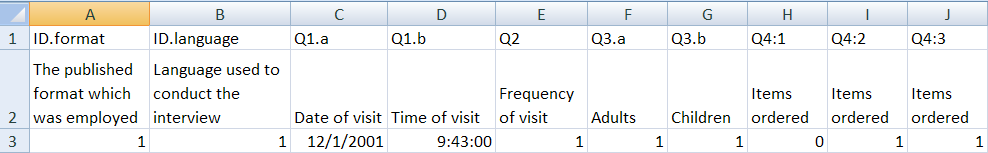 A B C D E F G H I J
1 ID.format ID.language Q1.a Q1.b Q2 Q3.a Q3.b Q4:1 Q4:2 Q4:3
The published Language used to
format which conduct the Frequency Items Items Items
2 was employed interview Date of visit Time of visit of visit Adults Children ordered ordered ordered
3 1 1 12/1/2001 9:43:00 1 1 1 0 1 1